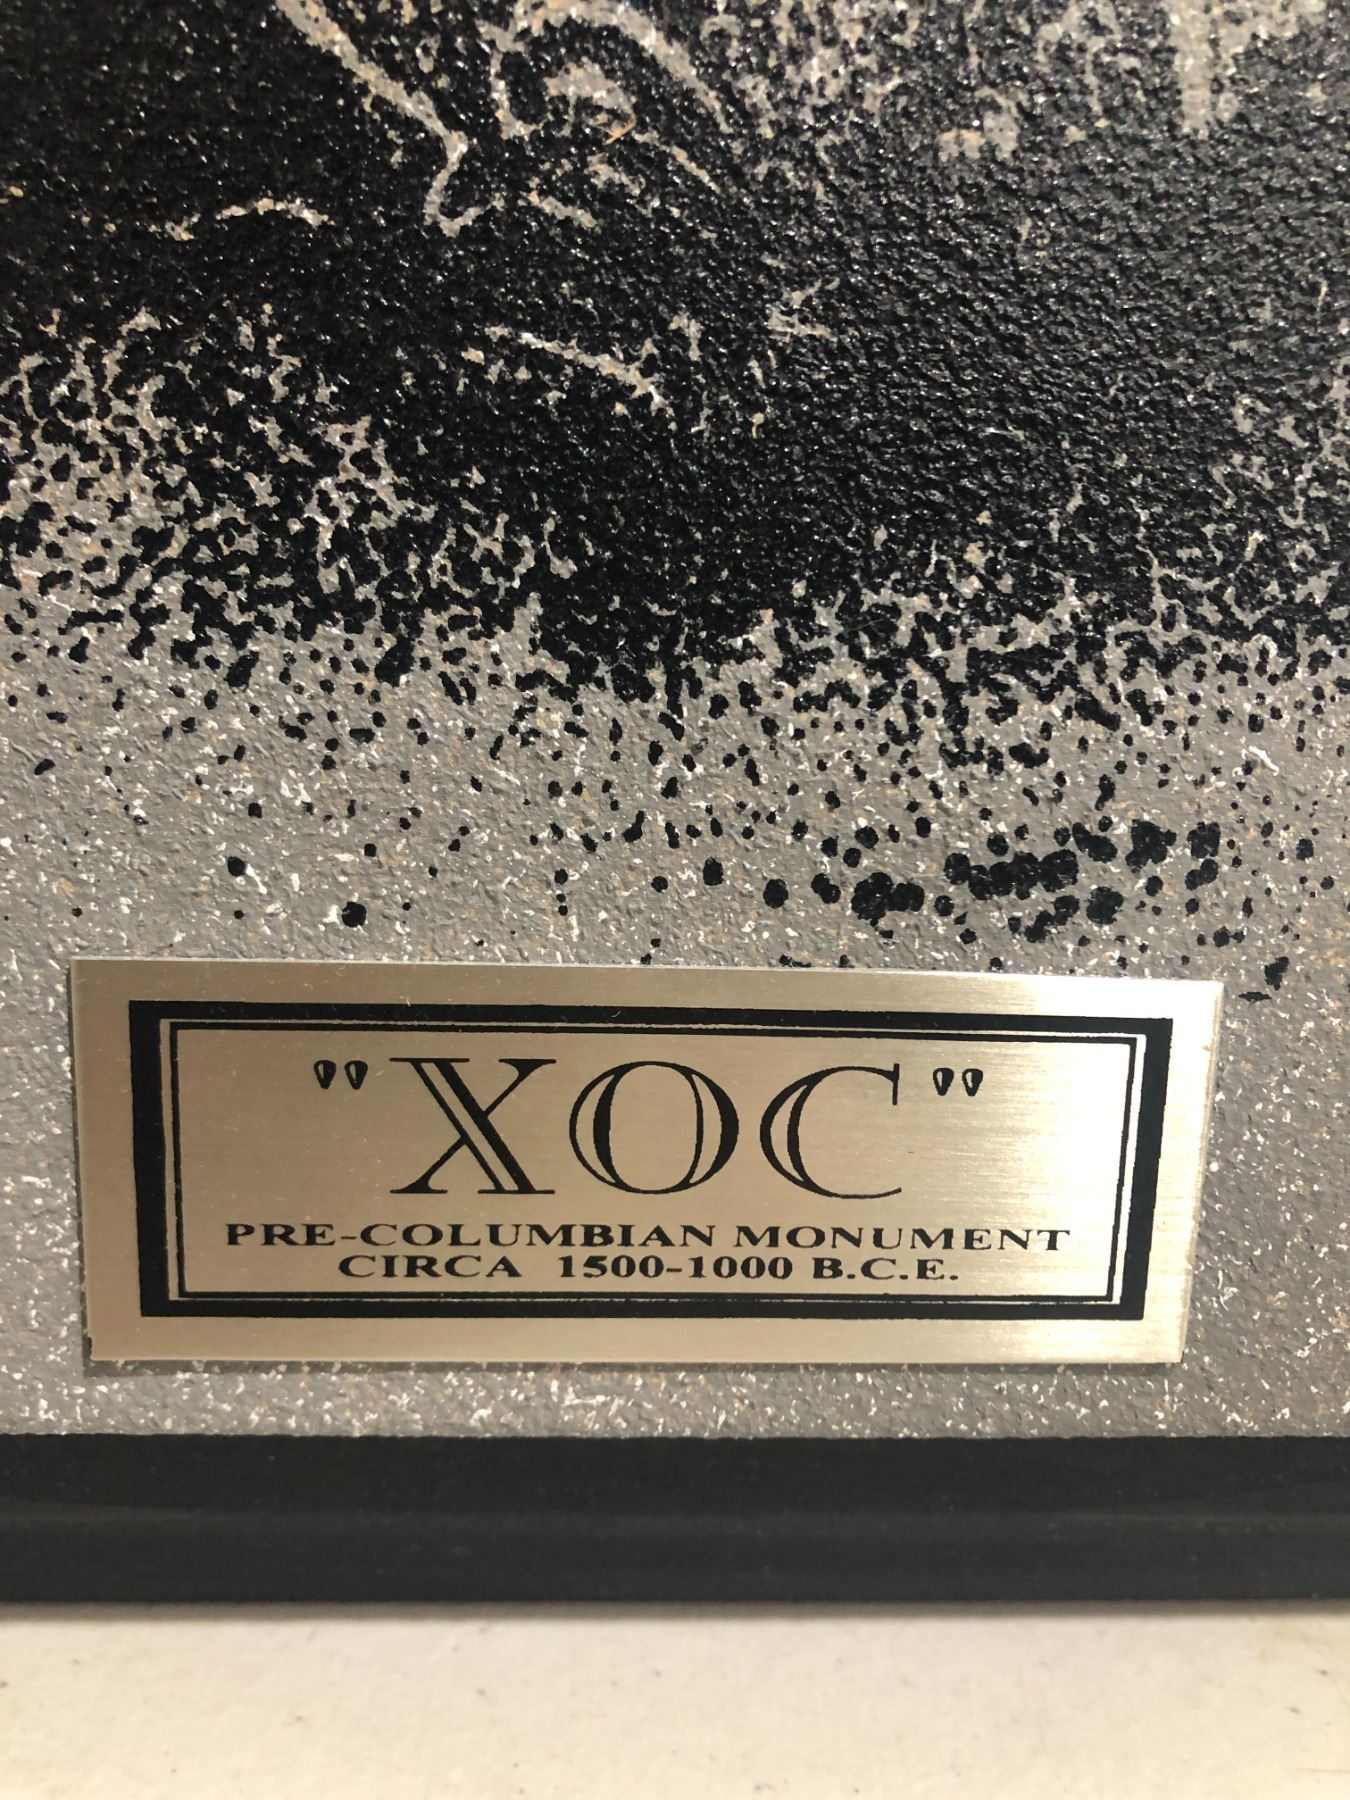 "XOC"
PRE-COLUMBIAN MONUMENT
CIRCA 1500-1000 B.C.E.